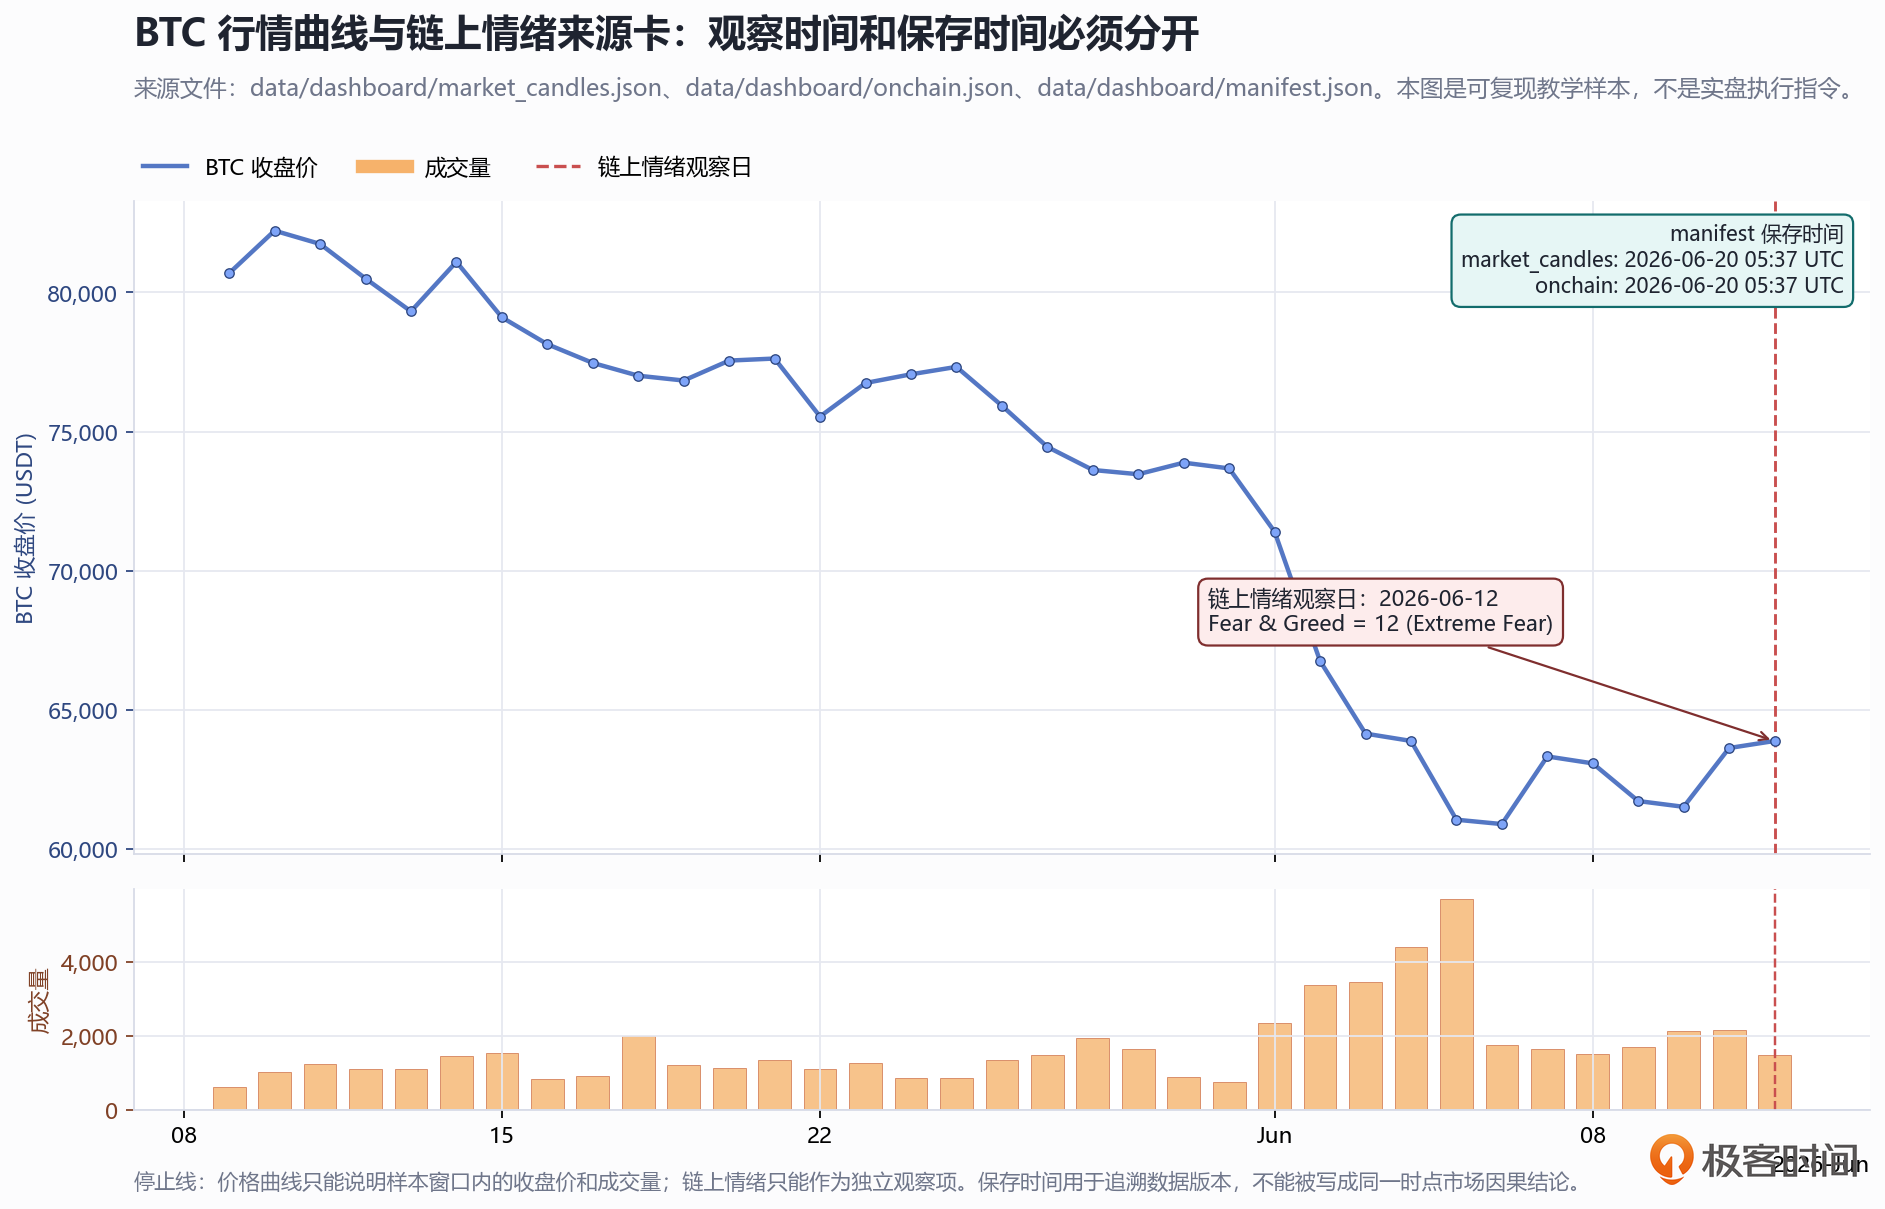 BTC 行情曲线与链上情绪来源卡：观察时间和保存时间必须分开
来源文件：data/dashboard/market_candles.json、data/dashboard/onchain.json、data/dashboard/manifest.json。本图是可复现教学样本，不是实盘执行指令。
BTC 收盘价
成交量
链上情绪观察日
manifest 保存时间
market_candles: 2026-06-20 05:37 UTC
onchain: 2026-06-20 05:37 UTC
BTC 收盘价 (USDT)
80,000
75,000
70,000
65,000
60,000
链上情绪观察日：2026-06-12
Fear & Greed = 12 (Extreme Fear)
成交量
4,000
2,000
0
08
15
22
Jun
08
2026-Jun
极客时间
停止线：价格曲线只能说明样本窗口内的收盘价和成交量；链上情绪只能作为独立观察项。保存时间用于追溯数据版本，不能被写成同一时点市场因果结论。